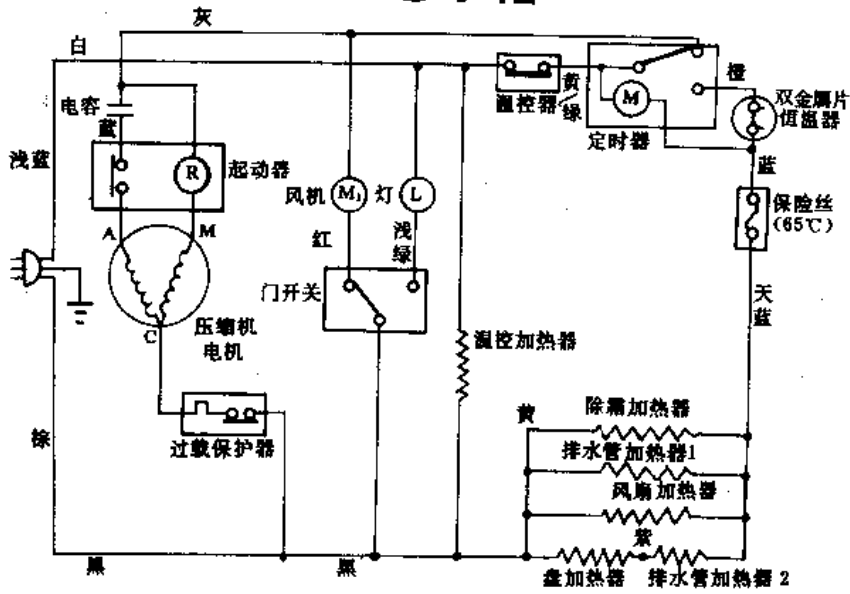 灰
白
橙
黄/绿
温控器
M
双金属片
恒温器
定时器
电容
蓝
蓝
浅蓝
R
起动器
保险丝
(65℃)
风机
M₁
灯
L
A
M
红
浅
绿
门开关
天
蓝
C
压缩机
电机
温控加热器
过载保护器
棕
黄
除霜加热器
排水管加热器1
风扇加热器
紫
黑
黑
盘加热器
排水管加热器 2